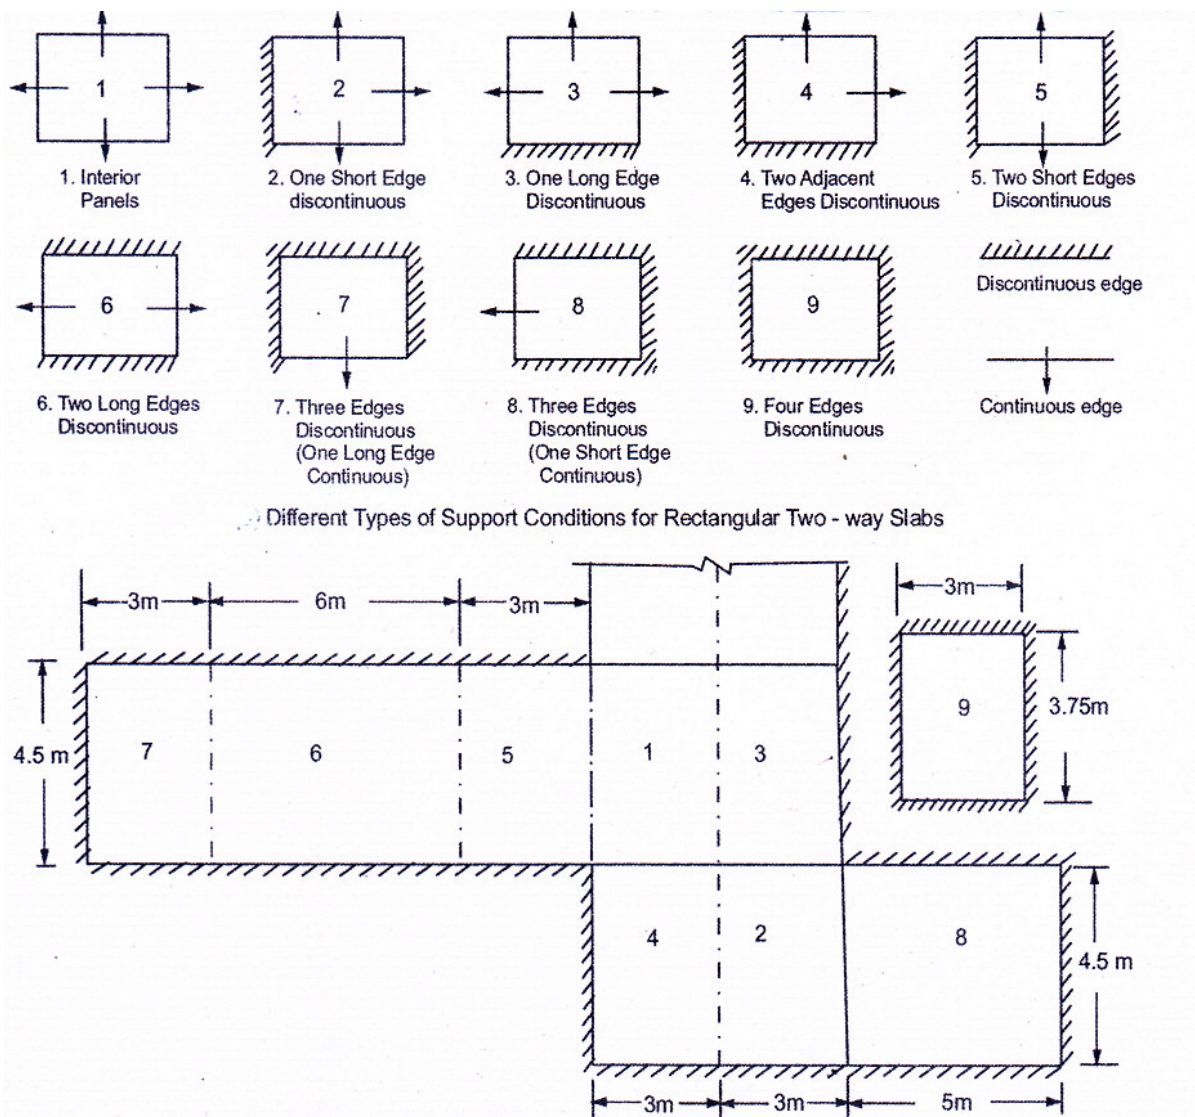 1
2
3
4
5
1. Interior
Panels
2. One Short Edge
discontinuous
3. One Long Edge
Discontinuous
4. Two Adjacent
Edges Discontinuous
5. Two Short Edges
Discontinuous
6
7
8
9
Discontinuous edge
6. Two Long Edges
Discontinuous
7. Three Edges
Discontinuous
(One Long Edge
Continuous)
8. Three Edges
Discontinuous
(One Short Edge
Continuous)
9. Four Edges
Discontinuous
Continuous edge
Different Types of Support Conditions for Rectangular Two - way Slabs
3m
6m
3m
3m
4.5 m
7
6
5
1
3
9
3.75m
4
2
8
4.5 m
3m
3m
5m